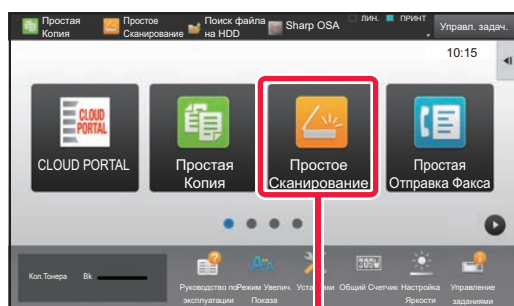 Простая
Копия
Простое
Сканирование
Поиск файла
на HDD
Sharp OSA
ЛИН.
ПРИНТ
Управл. задач.
10:15
CLOUD
PORTAL
CLOUD PORTAL
Простая
Копия
Простое
Сканирование
Простая
Отправка Факса
Кол.Тонера Bk
Руководство по
эксплуатации
Режим Увелич.
Показа
Установки
Общий Счетчик
Настройка
Яркости
Управление
заданиями